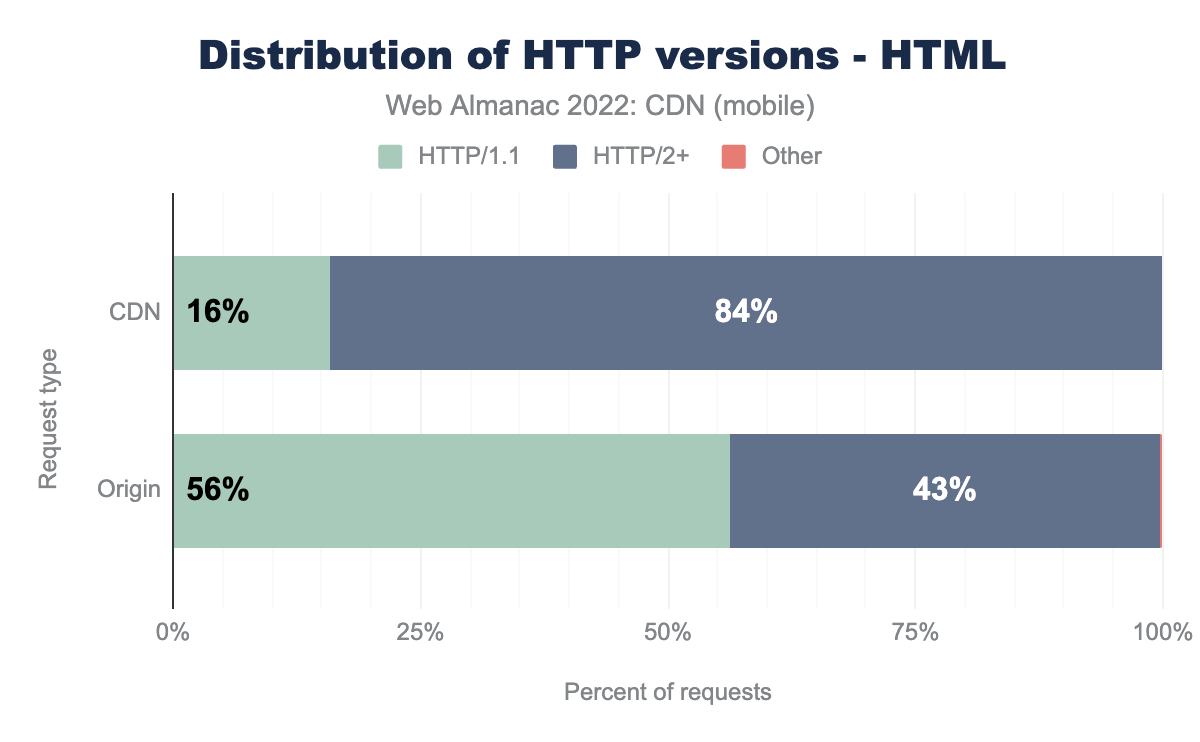 Distribution of HTTP versions - HTML
Web Almanac 2022: CDN (mobile)
HTTP/1.1 HTTP/2+ Other
Request type
CDN 16% 84%
Origin 56% 43%
0% 25% 50% 75% 100%
Percent of requests